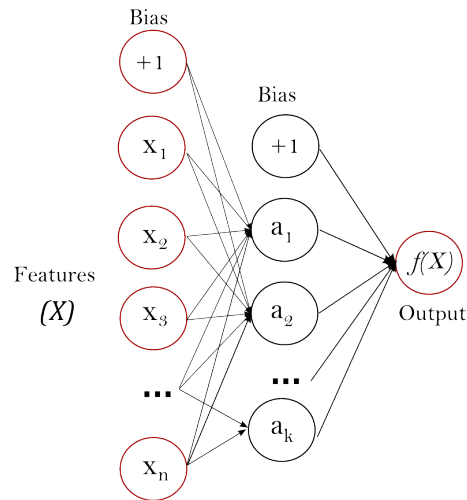 Bias
+1
x1
x2
x3
...
xn
Features
(X)
Bias
+1
a1
a2
...
ak
f(X)
Output